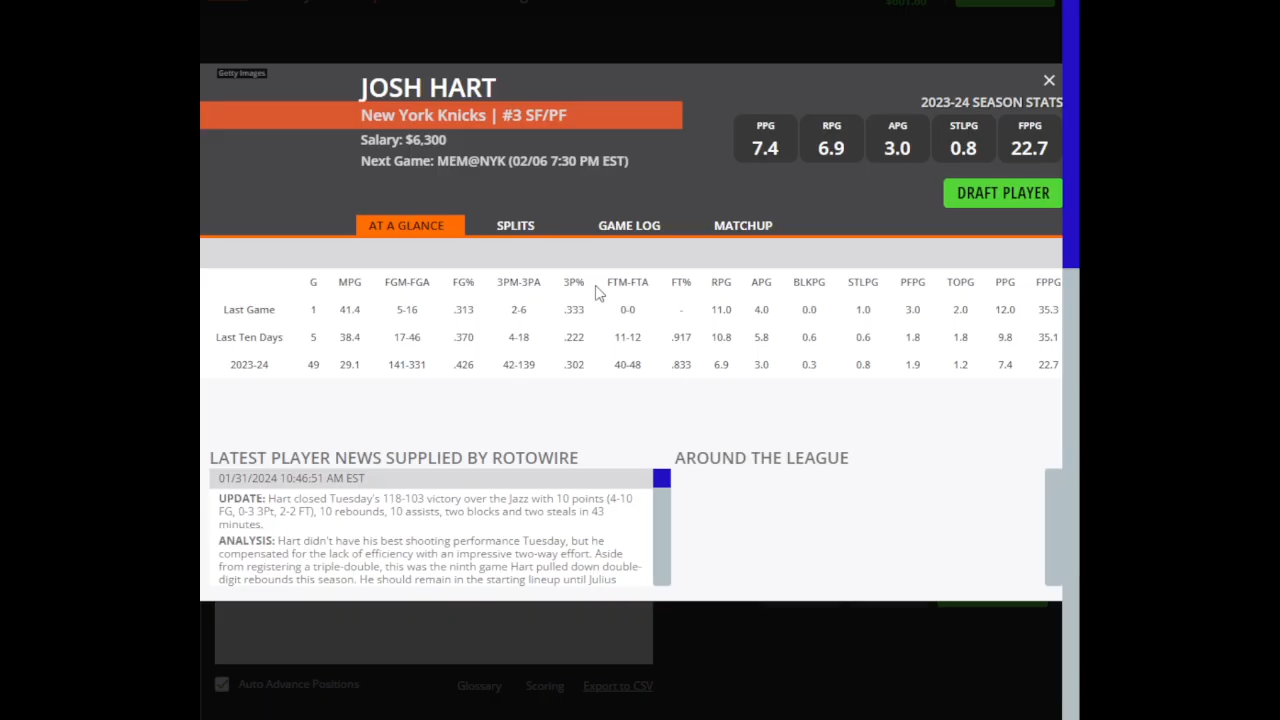 Getty Images
JOSH HART
New York Knicks | #3 SF/PF
Salary: $6,300
Next Game: MEM@NYK (02/06 7:30 PM EST)
2023-24 SEASON STATS
PPG RPG APG STLPG FPPG
7.4 6.9 3.0 0.8 22.7
DRAFT PLAYER
AT A GLANCE SPLITS GAME LOG MATCHUP
G MPG FGM-FGA FG% 3PM-3PA 3P% FTM-FTA FT% RPG APG BLKPG STLPG PFPG TOPG PPG FPPG
Last Game 1 41.4 5-16 .313 2-6 .333 0-0 - 11.0 4.0 0.0 1.0 3.0 2.0 12.0 35.3
Last Ten Days 5 38.4 17-46 .370 4-18 .222 11-12 .917 10.8 5.8 0.6 0.6 1.8 1.8 9.8 35.1
2023-24 49 29.1 141-331 .426 42-139 .302 40-48 .833 6.9 3.0 0.3 0.8 1.9 1.2 7.4 22.7
LATEST PLAYER NEWS SUPPLIED BY ROTOWIRE
01/31/2024 10:46:51 AM EST
UPDATE: Hart closed Tuesday's 118-103 victory over the Jazz with 10 points (4-10
FG, 0-3 3Pt, 2-2 FT), 10 rebounds, 10 assists, two blocks and two steals in 43
minutes.
ANALYSIS: Hart didn't have his best shooting performance Tuesday, but he
compensated for the lack of efficiency with an impressive two-way effort. Aside
from registering a triple-double, this was the ninth game Hart pulled down double-
digit rebounds this season. He should remain in the starting lineup until Julius
AROUND THE LEAGUE
Auto Advance Positions
Glossary Scoring Export to CSV